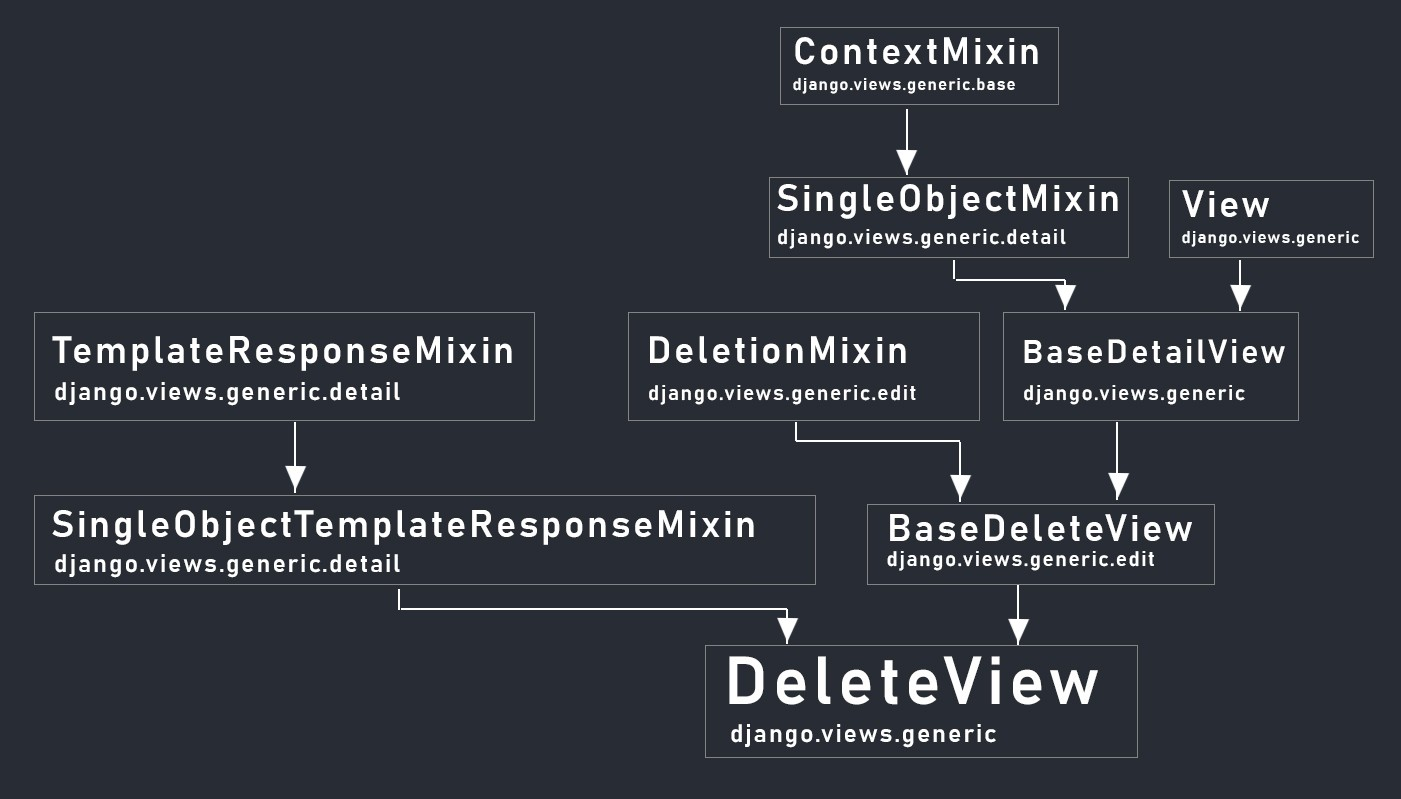 ContextMixin
django.views.generic.base
SingleObjectMixin
django.views.generic.detail
View
django.views.generic
TemplateResponseMixin
django.views.generic.detail
DeletionMixin
django.views.generic.edit
BaseDetailView
django.views.generic
SingleObjectTemplateResponseMixin
django.views.generic.detail
BaseDeleteView
django.views.generic.edit
DeleteView
django.views.generic